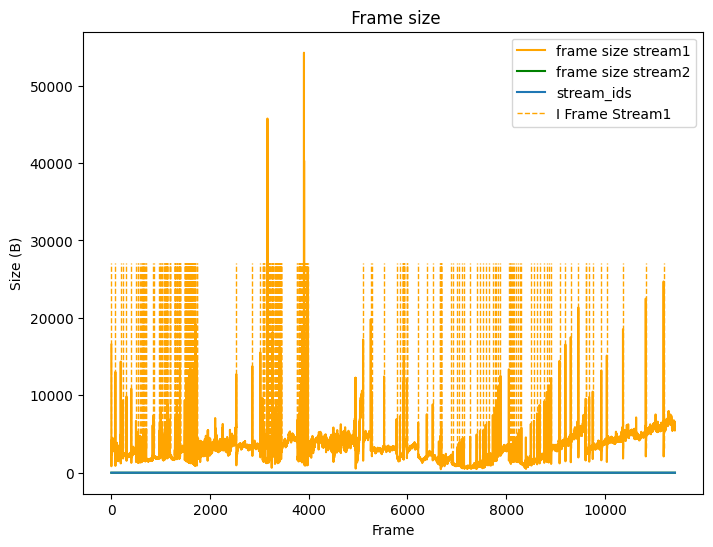 Frame size
frame size stream1
frame size stream2
stream_ids
I Frame Stream1
Size (B)
50000
40000
30000
20000
10000
0
0
2000
4000
6000
8000
10000
Frame